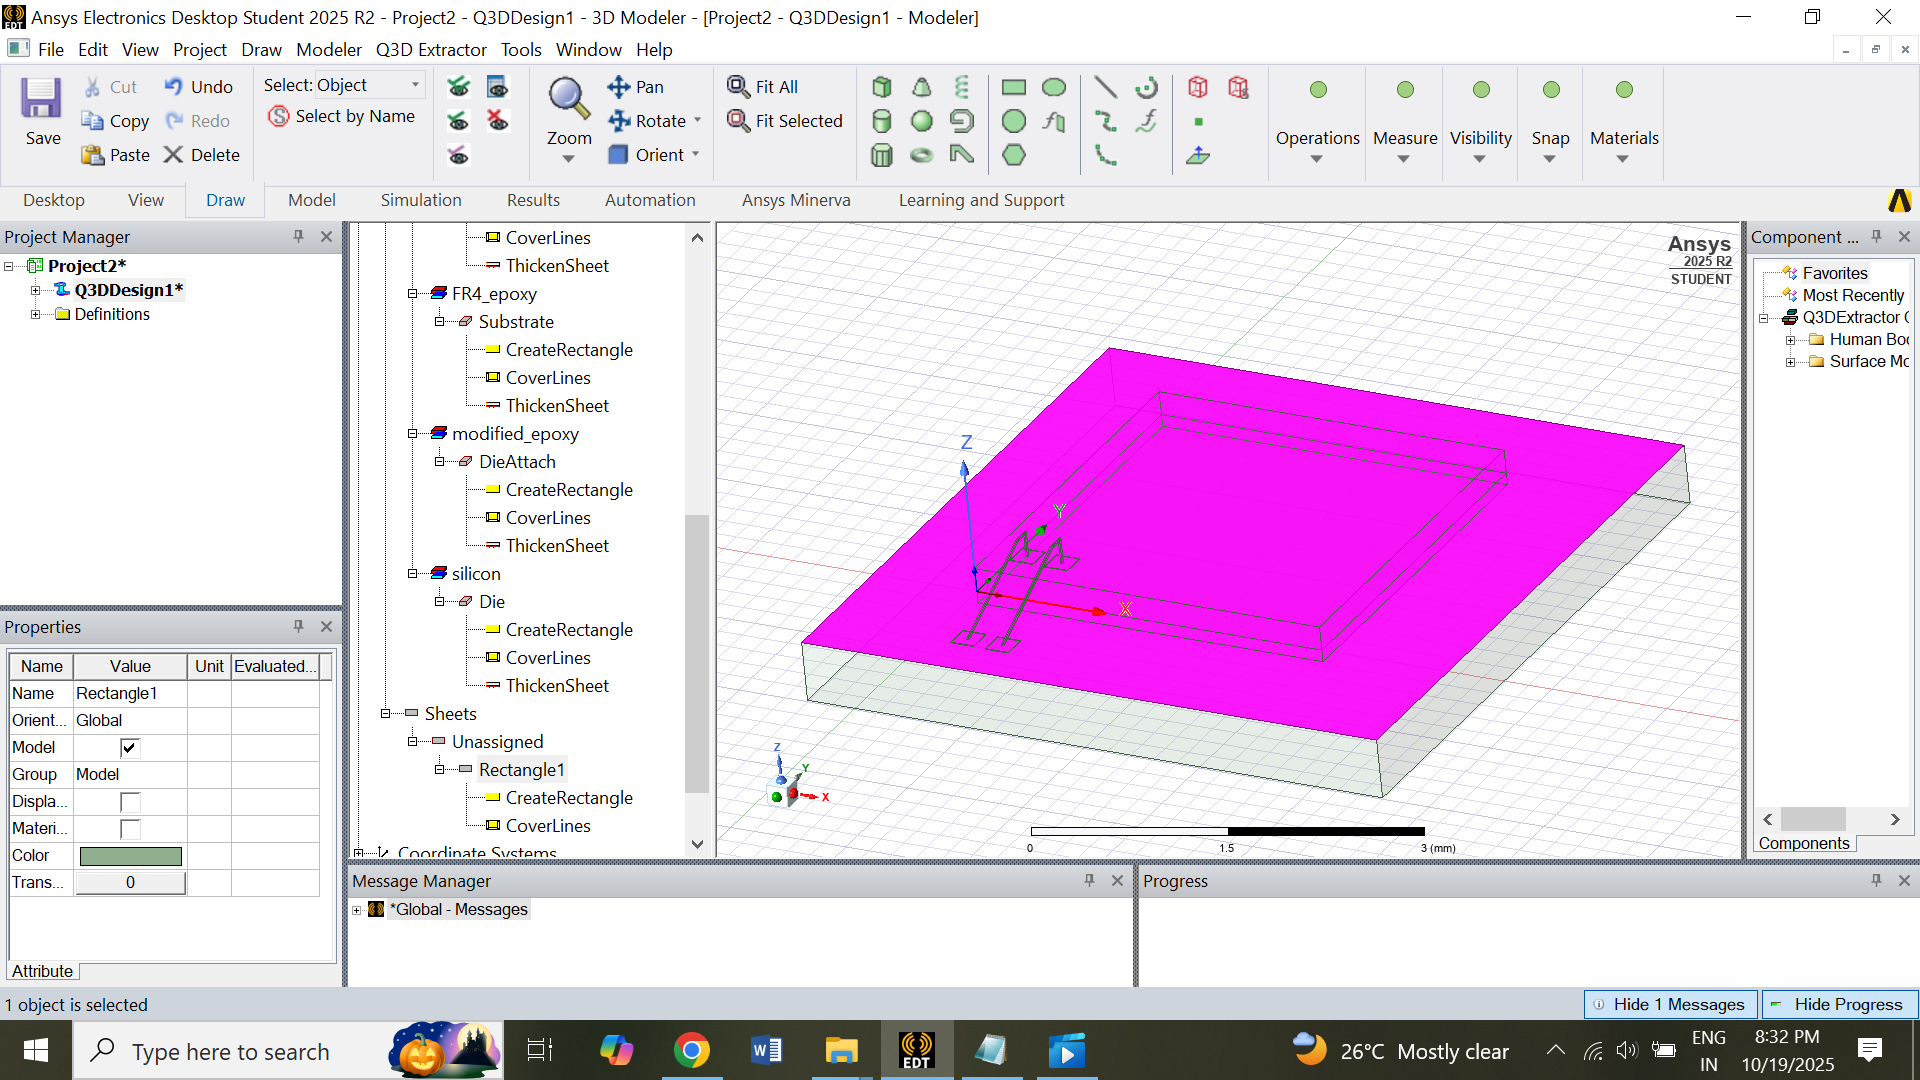 Ansys Electronics Desktop Student 2025 R2 - Project2 - Q3DDesign1 - 3D Modeler - [Project2 - Q3DDesign1 - Modeler]
File Edit View Project Draw Modeler Q3D Extractor Tools Window Help
Save
Cut
Copy
Paste
Undo
Redo
Delete
Select: Object
Select by Name
Zoom
Pan
Rotate
Orient
Fit All
Fit Selected
Operations
Measure
Visibility
Snap
Materials
Desktop View Draw Model Simulation Results Automation Ansys Minerva Learning and Support
Project Manager
Project2*
Q3DDesign1*
Definitions
Properties
Name Value Unit Evaluated...
Name Rectangle1
Orient... Global
Model
Group Model
Displa...
Materi...
Color
Trans... 0
Attribute
CoverLines
ThickenSheet
FR4_epoxy
Substrate
CreateRectangle
CoverLines
ThickenSheet
modified_epoxy
DieAttach
CreateRectangle
CoverLines
ThickenSheet
silicon
Die
CreateRectangle
CoverLines
ThickenSheet
Sheets
Unassigned
Rectangle1
CreateRectangle
CoverLines
Coordinate Systems
Ansys
2025 R2
STUDENT
Z
Y
X
Z
Y
X
0 1.5 3 (mm)
Component ...
Favorites
Most Recently
Q3DExtractor
Human Bo
Surface Mo
Components
Message Manager
*Global - Messages
Progress
1 object is selected
Hide 1 Messages
Hide Progress
Type here to search
EDT
26°C Mostly clear
ENG
IN
8:32 PM
10/19/2025